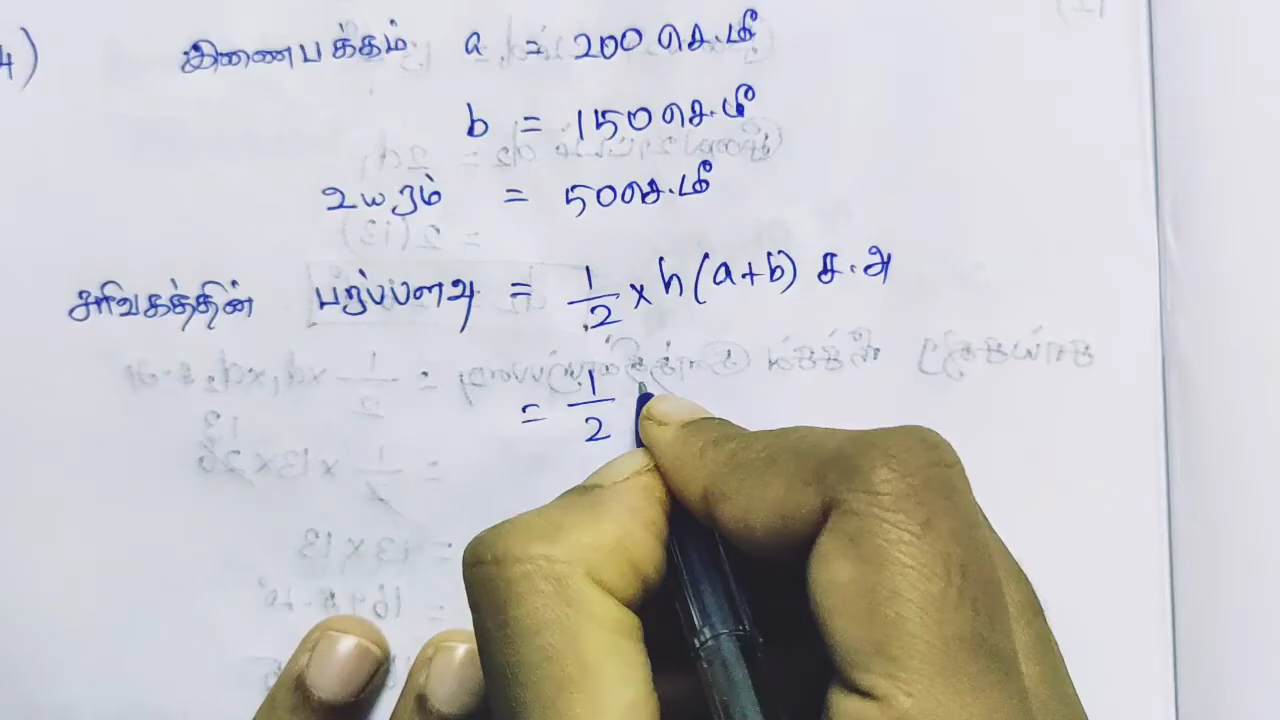 4) இணைபக்கம் a = 200 செ.மீ
b = 150 செ.மீ
உயரம் = 50 செ.மீ
சரிவகத்தின் பரப்பளவு = 1/2 × h (a+b) ச.அ
= 1/2